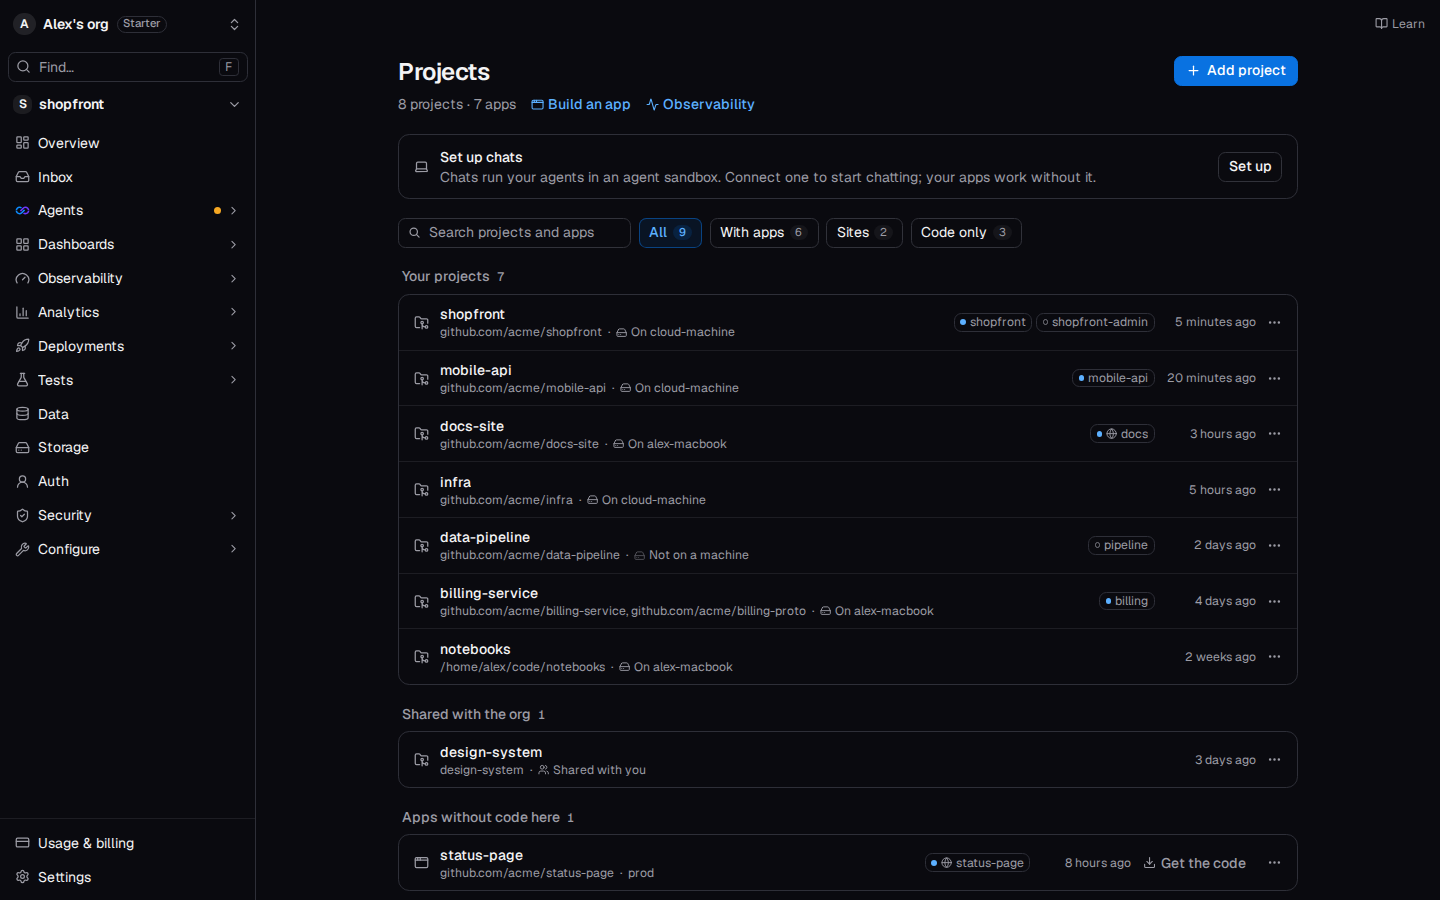 A Alex's org Starter
Learn
Find... F
S shopfront
Overview
Inbox
Agents
Dashboards
Observability
Analytics
Deployments
Tests
Data
Storage
Auth
Security
Configure
Usage & billing
Settings
Projects
Add project
8 projects · 7 apps Build an app Observability
Set up chats
Chats run your agents in an agent sandbox. Connect one to start chatting; your apps work without it.
Set up
Search projects and apps All 9 With apps 6 Sites 2 Code only 3
Your projects 7
shopfront
github.com/acme/shopfront · On cloud-machine
shopfront shopfront-admin 5 minutes ago
mobile-api
github.com/acme/mobile-api · On cloud-machine
mobile-api 20 minutes ago
docs-site
github.com/acme/docs-site · On alex-macbook
docs 3 hours ago
infra
github.com/acme/infra · On cloud-machine
5 hours ago
data-pipeline
github.com/acme/data-pipeline · Not on a machine
pipeline 2 days ago
billing-service
github.com/acme/billing-service, github.com/acme/billing-proto · On alex-macbook
billing 4 days ago
notebooks
/home/alex/code/notebooks · On alex-macbook
2 weeks ago
Shared with the org 1
design-system
design-system · Shared with you
3 days ago
Apps without code here 1
status-page
github.com/acme/status-page · prod
status-page 8 hours ago Get the code